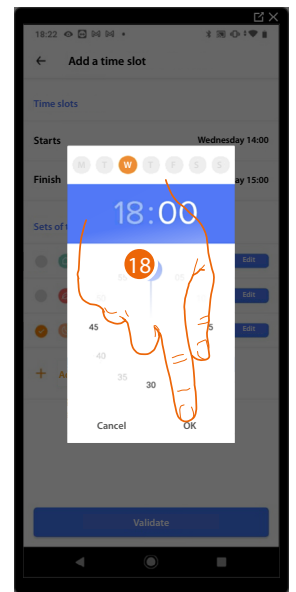 18:22
Add a time slot
Time slots
Starts Wednesday 14:00
M T W T F S S
Finish ay 15:00
18:00
Sets of t
18
Edit
Edit
45
Edit
40
35
30
Cancel OK
Validate